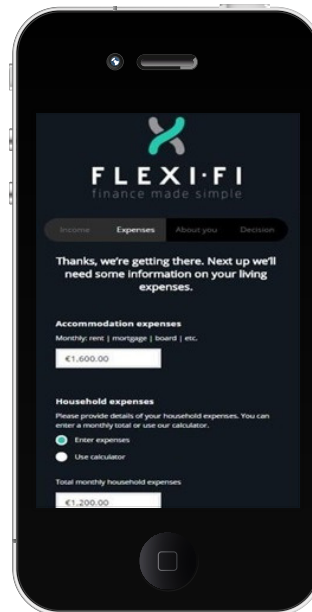 FLEXI·FI
finance made simple
Income Expenses About you Decision
Thanks, we're getting there. Next up we'll
need some information on your living
expenses.
Accommodation expenses
Monthly: rent | mortgage | board | etc.
€1,600.00
Household expenses
Please provide details of your household expenses. You can
enter a monthly total or use our calculator.
Enter expenses
Use calculator
Total monthly household expenses
€1,200.00